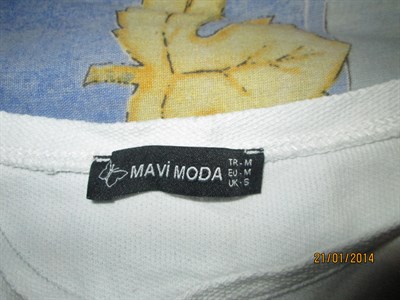 MAVİ MODA
TR - M
EU - M
UK - S
21/01/2014